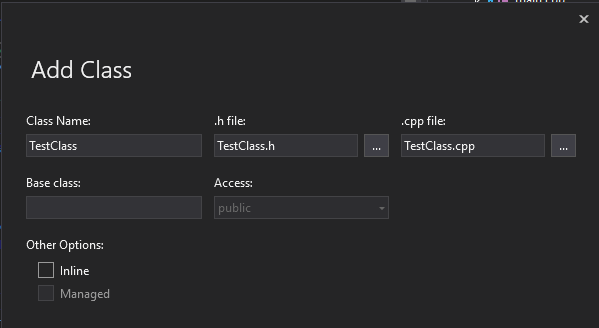 Add Class
Class Name: .h file: .cpp file:
TestClass TestClass.h ... TestClass.cpp ...
Base class: Access:
public
Other Options:
Inline
Managed